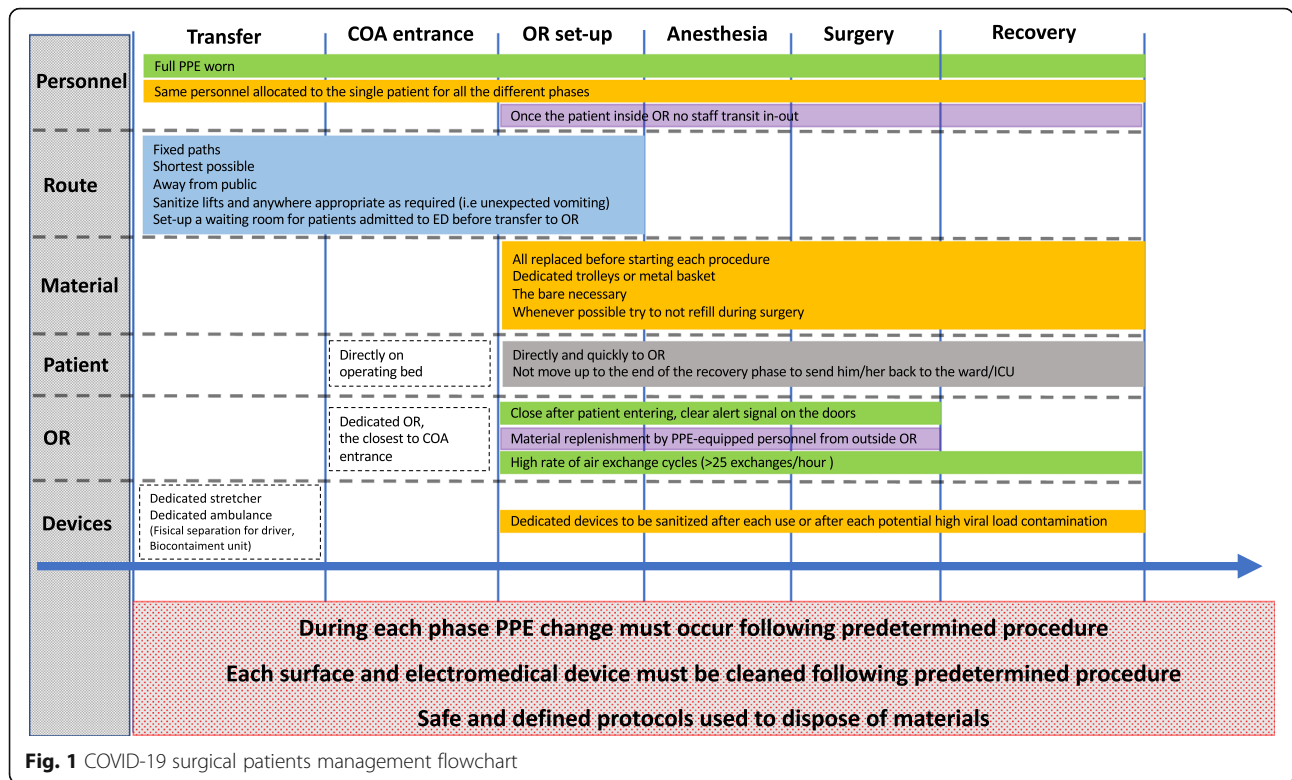 Transfer
COA entrance
OR set-up
Anesthesia
Surgery
Recovery
Personnel
Full PPE worn
Same personnel allocated to the single patient for all the different phases
Once the patient inside OR no staff transit in-out
Route
Fixed paths
Shortest possible
Away from public
Sanitize lifts and anywhere appropriate as required (i.e unexpected vomiting)
Set-up a waiting room for patients admitted to ED before transfer to OR
Material
All replaced before starting each procedure
Dedicated trolleys or metal basket
The bare necessary
Whenever possible try to not refill during surgery
Patient
Directly on
operating bed
Directly and quickly to OR
Not move up to the end of the recovery phase to send him/her back to the ward/ICU
OR
Dedicated OR,
the closest to COA
entrance
Close after patient entering, clear alert signal on the doors
Material replenishment by PPE-equipped personnel from outside OR
High rate of air exchange cycles (>25 exchanges/hour )
Devices
Dedicated stretcher
Dedicated ambulance
(Fisical separation for driver,
Biocontaiment unit)
Dedicated devices to be sanitized after each use or after each potential high viral load contamination
During each phase PPE change must occur following predetermined procedure
Each surface and electromedical device must be cleaned following predetermined procedure
Safe and defined protocols used to dispose of materials
Fig. 1 COVID-19 surgical patients management flowchart